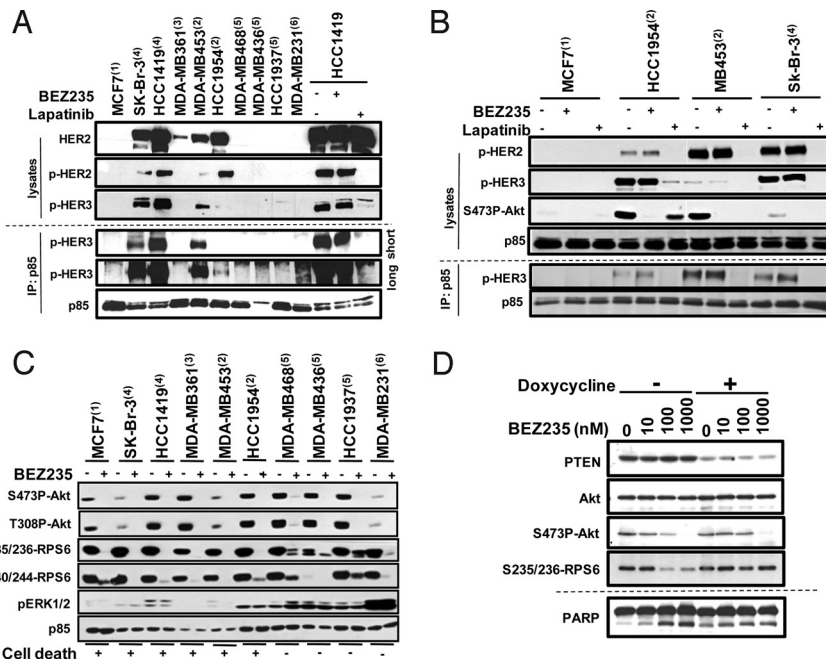 A
MCF7(1)
SK-Br-3(4)
HCC1419(4)
MDA-MB361(3)
MDA-MB453(2)
HCC1954(2)
MDA-MB468(5)
MDA-MB436(5)
HCC1937(5)
MDA-MB231(6)
HCC1419
BEZ235 - + 
Lapatinib +
HER2
p-HER2
p-HER3
lysates
p-HER3
p-HER3
p85
IP: p85
short
long
B
MCF7(1)
HCC1954(2)
MB453(2)
Sk-Br-3(4)
BEZ235 - + - + - + - +
Lapatinib - + - + - + - +
p-HER2
p-HER3
S473P-Akt
p85
lysates
p-HER3
p85
IP: p85
C
MCF7(1)
SK-Br-3(4)
HCC1419(4)
MDA-MB361(3)
MDA-MB453(2)
HCC1954(2)
MDA-MB468(5)
MDA-MB436(5)
HCC1937(5)
MDA-MB231(6)
BEZ235 - + - + - + - + - + - + - + - + - + - +
S473P-Akt
T308P-Akt
35/236-RPS6
40/244-RPS6
pERK1/2
p85
Cell death + + + + + + - - - -
D
Doxycycline - +
BEZ235 (nM) 0 10 100 1000 0 10 100 1000
PTEN
Akt
S473P-Akt
S235/236-RPS6
PARP